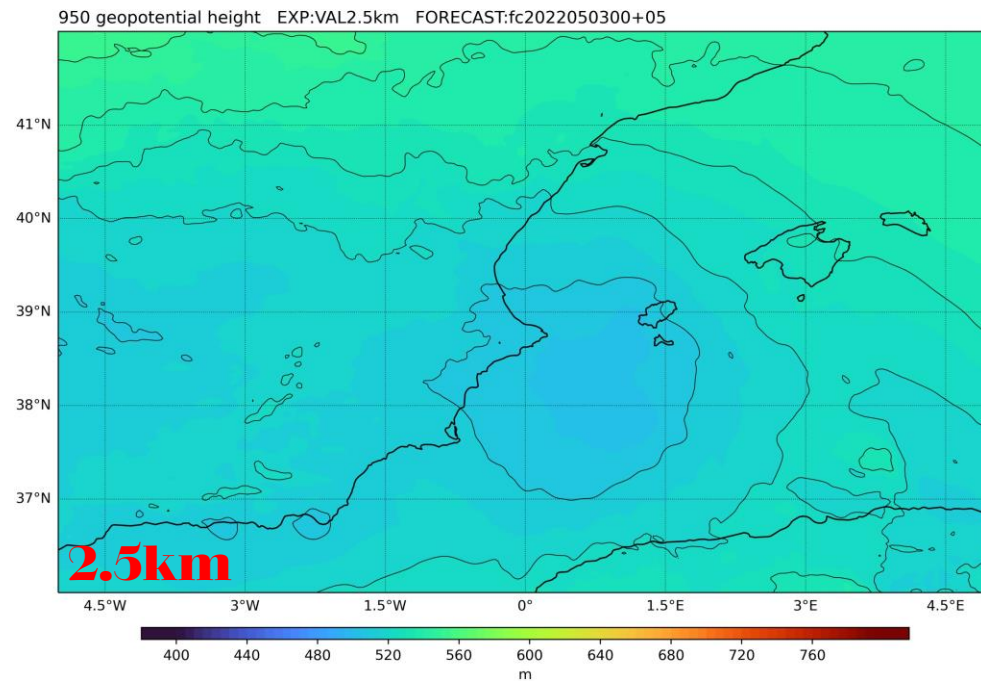 950 geopotential height EXP:VAL2.5km FORECAST:fc2022050300+05
41°N
40°N
39°N
38°N
37°N
2.5km
4.5°W 3°W 1.5°W 0° 1.5°E 3°E 4.5°E
400 440 480 520 560 600 640 680 720 760
m